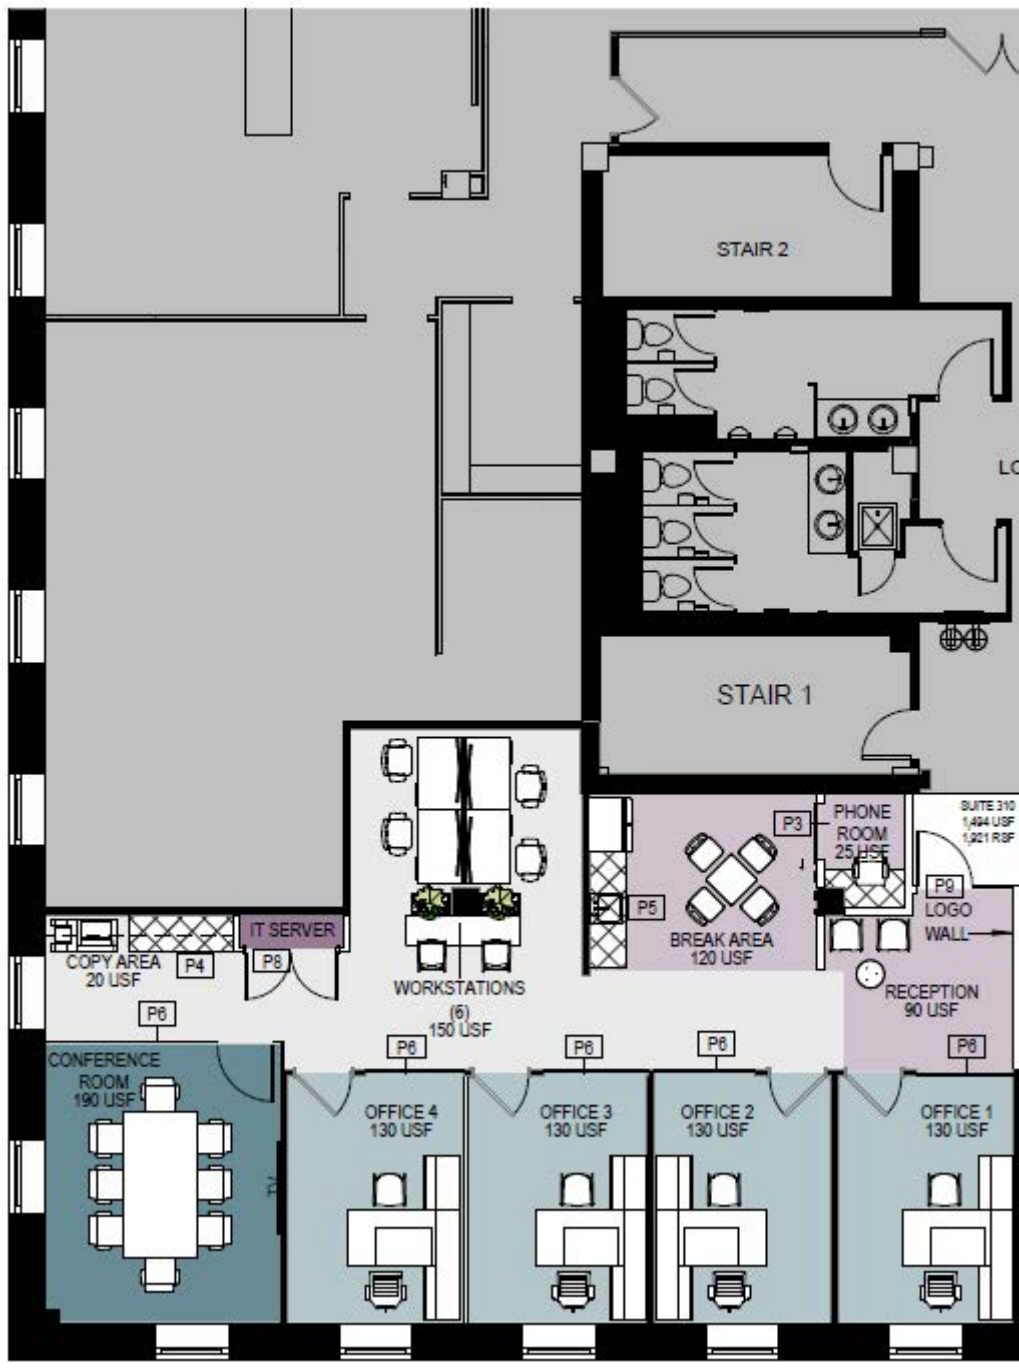 STAIR 2
LO
STAIR 1
SUITE 310
1,494 USF
1,921 RSF
P3
PHONE
ROOM
25 USF
P9
LOGO
WALL
P5
BREAK AREA
120 USF
IT SERVER
P8
P4
COPY AREA
20 USF
WORKSTATIONS
(6)
150 USF
RECEPTION
90 USF
P6
P6
P6
P6
P6
CONFERENCE
ROOM
190 USF
TV
OFFICE 4
130 USF
OFFICE 3
130 USF
OFFICE 2
130 USF
OFFICE 1
130 USF